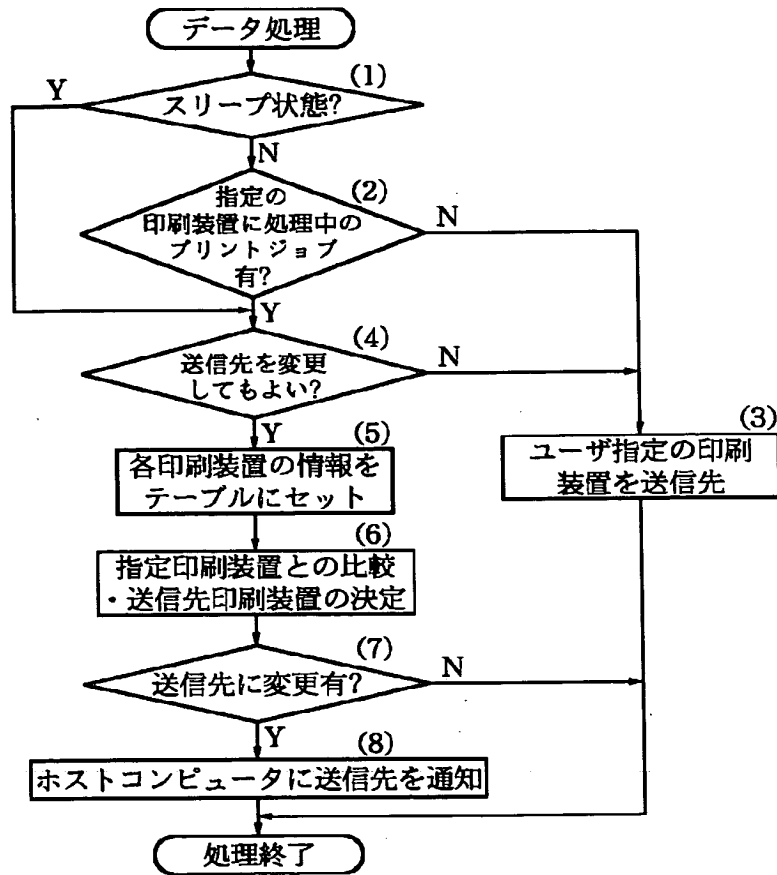 データ処理
(1)
Y
スリープ状態?
N
(2)
指定の
印刷装置に処理中の
プリントジョブ
有?
N
Y
(4)
送信先を変更
してもよい?
N
Y
(3)
ユーザ指定の印刷
装置を送信先
(5)
各印刷装置の情報を
テーブルにセット
(6)
指定印刷装置との比較
・送信先印刷装置の決定
(7)
送信先に変更有?
N
Y
(8)
ホストコンピュータに送信先を通知
処理終了